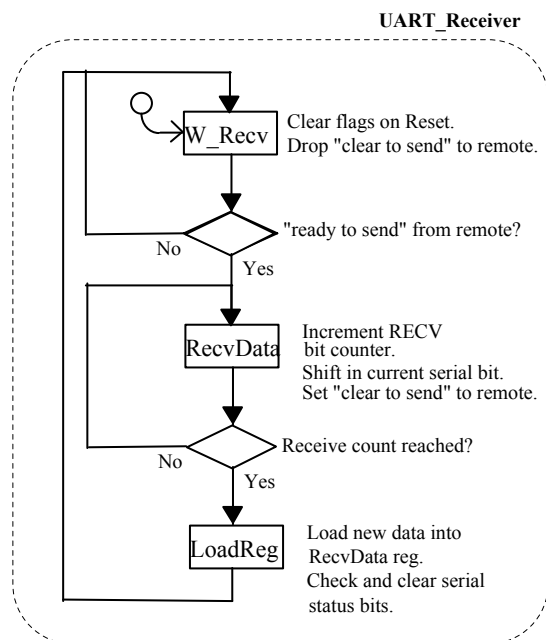 UART_Receiver
W_Recv
Clear flags on Reset.
Drop "clear to send" to remote.
"ready to send" from remote?
No
Yes
RecvData
Increment RECV
bit counter.
Shift in current serial bit.
Set "clear to send" to remote.
Receive count reached?
No
Yes
LoadReg
Load new data into
RecvData reg.
Check and clear serial
status bits.